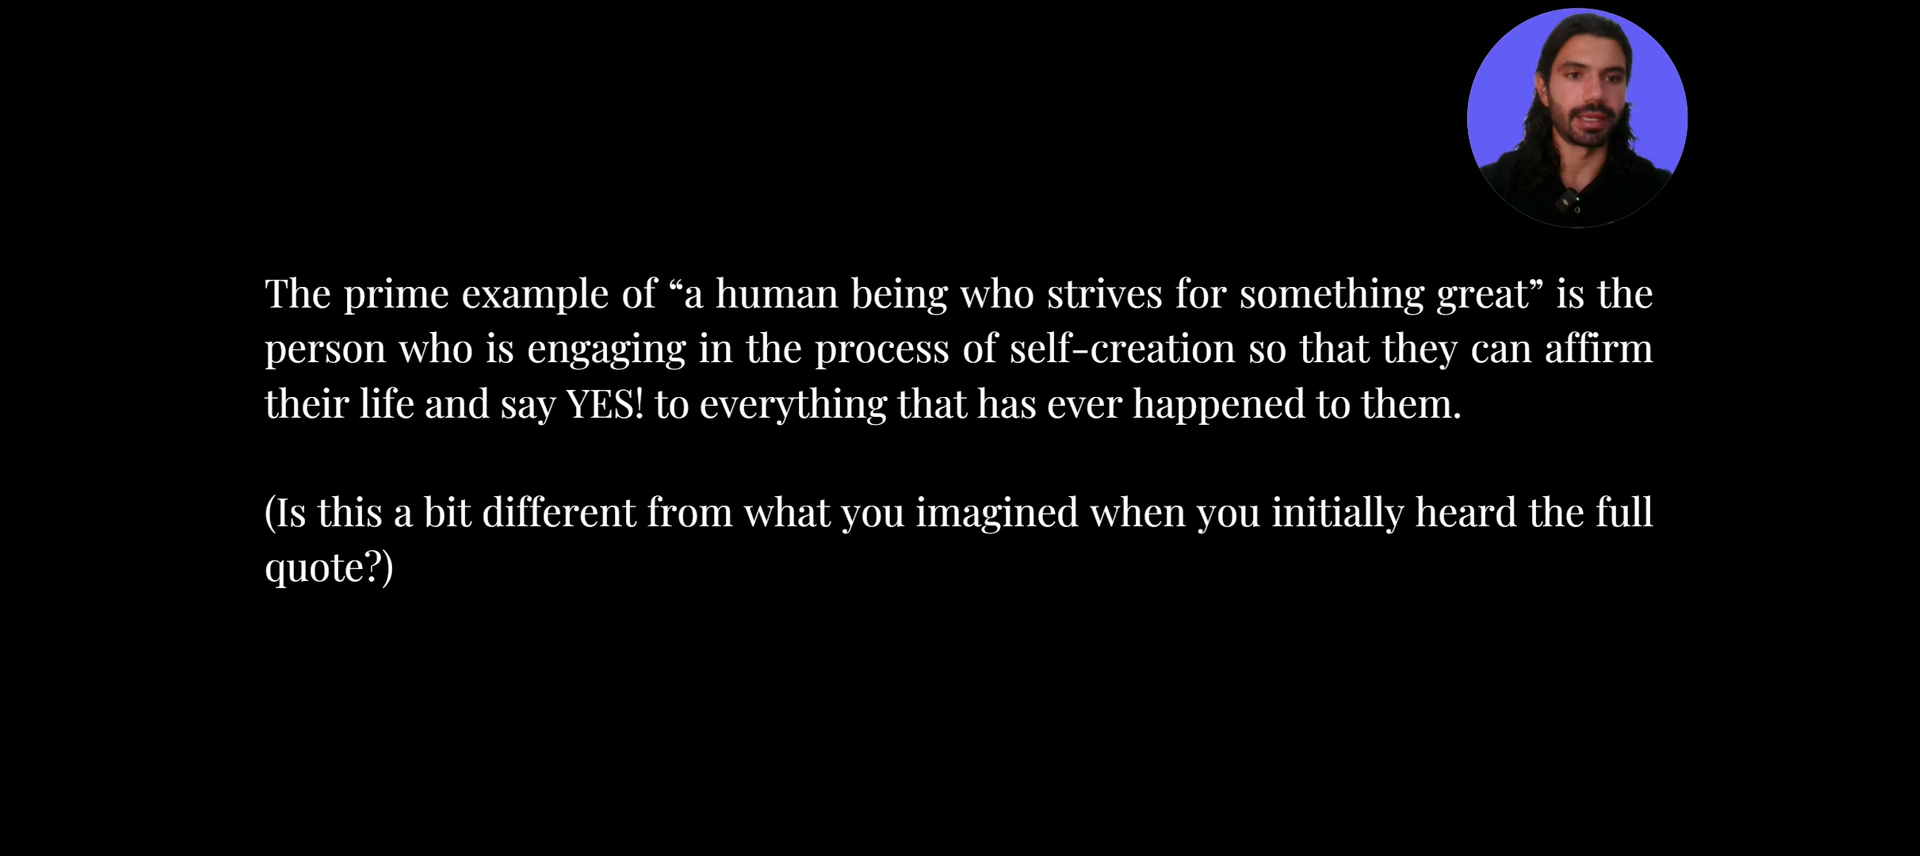 The prime example of “a human being who strives for something great” is the
person who is engaging in the process of self-creation so that they can affirm
their life and say YES! to everything that has ever happened to them.
(Is this a bit different from what you imagined when you initially heard the full
quote?)